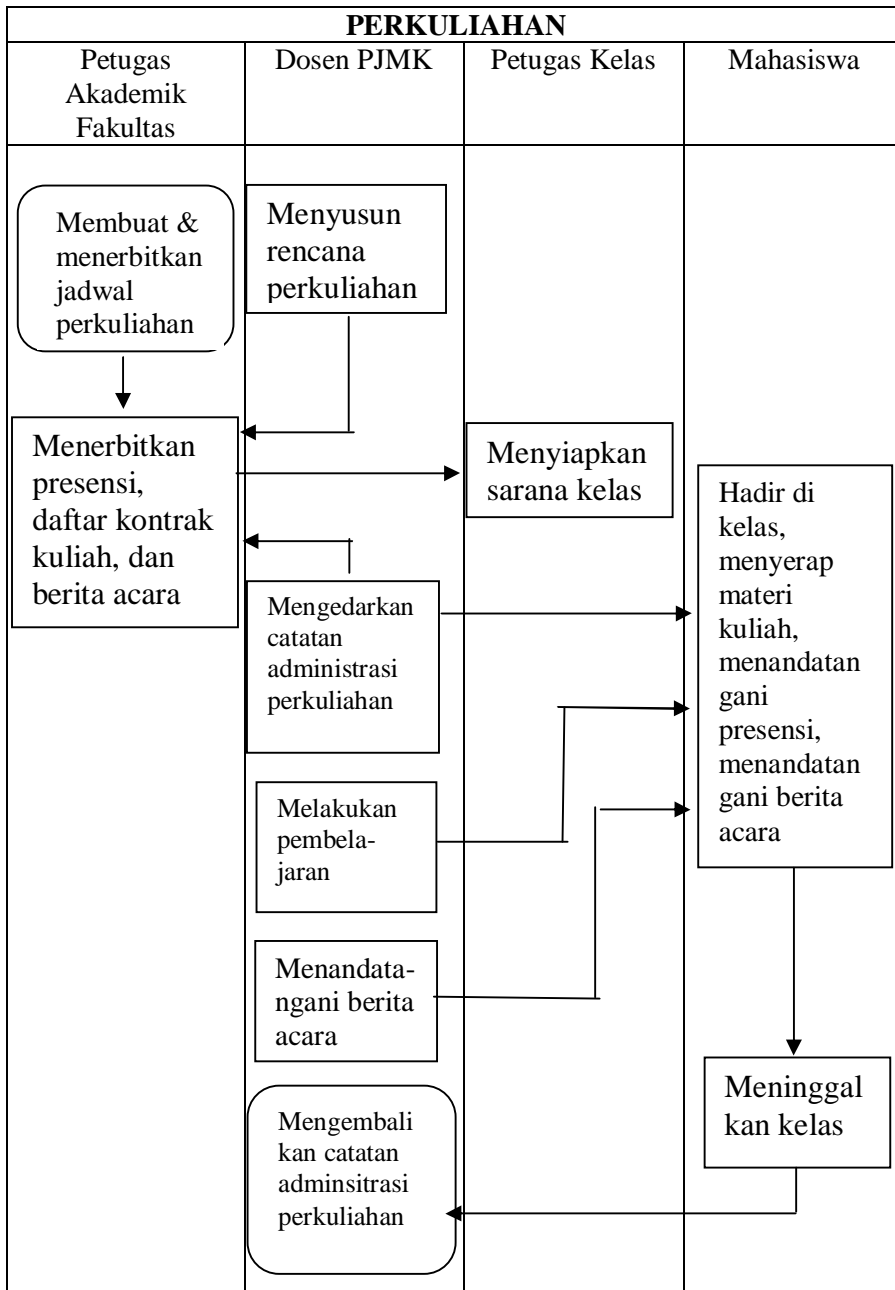 PERKULIAHAN
Petugas
Akademik
Fakultas
Dosen PJMK
Petugas Kelas
Mahasiswa
Membuat &
menerbitkan
jadwal
perkuliahan
Menyusun
rencana
perkuliahan
Menerbitkan
presensi,
daftar kontrak
kuliah, dan
berita acara
Menyiapkan
sarana kelas
Hadir di
kelas,
menyerap
materi
kuliah,
menandatan
gani
presensi,
menandatan
gani berita
acara
Mengedarkan
catatan
administrasi
perkuliahan
Melakukan
pembela-
jaran
Menandata-
ngani berita
acara
Meninggal
kan kelas
Mengembali
kan catatan
adminsitrasi
perkuliahan